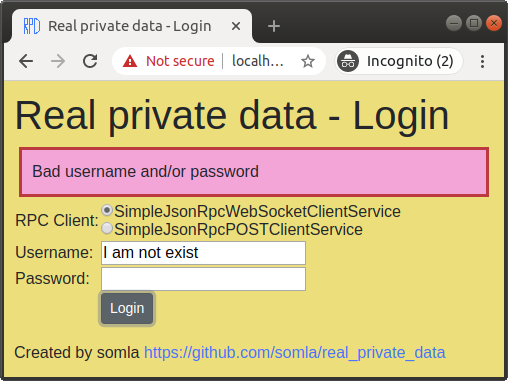 RPD Real private data - Login
Not secure localh... Incognito (2)
Real private data - Login
Bad username and/or password
RPC Client: SimpleJsonRpcWebSocketClientService
SimpleJsonRpcPOSTClientService
Username: I am not exist
Password:
Login
Created by somla https://github.com/somla/real_private_data